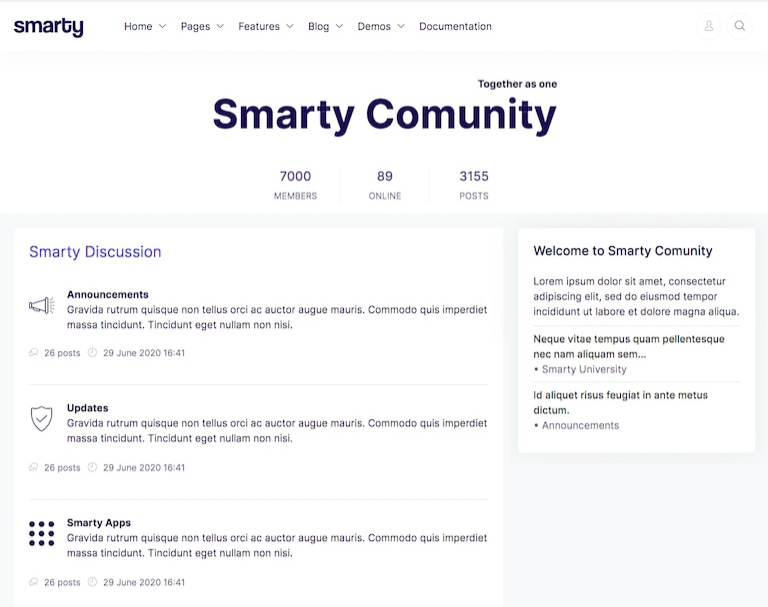 smarty
Home Pages Features Blog Demos Documentation
Together as one
Smarty Comunity
7000 89 3155
MEMBERS ONLINE POSTS
Smarty Discussion
Announcements
Gravida rutrum quisque non tellus orci ac auctor augue mauris. Commodo quis imperdiet
massa tincidunt. Tincidunt eget nullam non nisi.
26 posts 29 June 2020 16:41
Updates
Gravida rutrum quisque non tellus orci ac auctor augue mauris. Commodo quis imperdiet
massa tincidunt. Tincidunt eget nullam non nisi.
26 posts 29 June 2020 16:41
Smarty Apps
Gravida rutrum quisque non tellus orci ac auctor augue mauris. Commodo quis imperdiet
massa tincidunt. Tincidunt eget nullam non nisi.
26 posts 29 June 2020 16:41
Welcome to Smarty Comunity
Lorem ipsum dolor sit amet, consectetur
adipiscing elit, sed do eiusmod tempor
incididunt ut labore et dolore magna aliqua.
Neque vitae tempus quam pellentesque
nec nam aliquam sem...
• Smarty University
Id aliquet risus feugiat in ante metus
dictum.
• Announcements